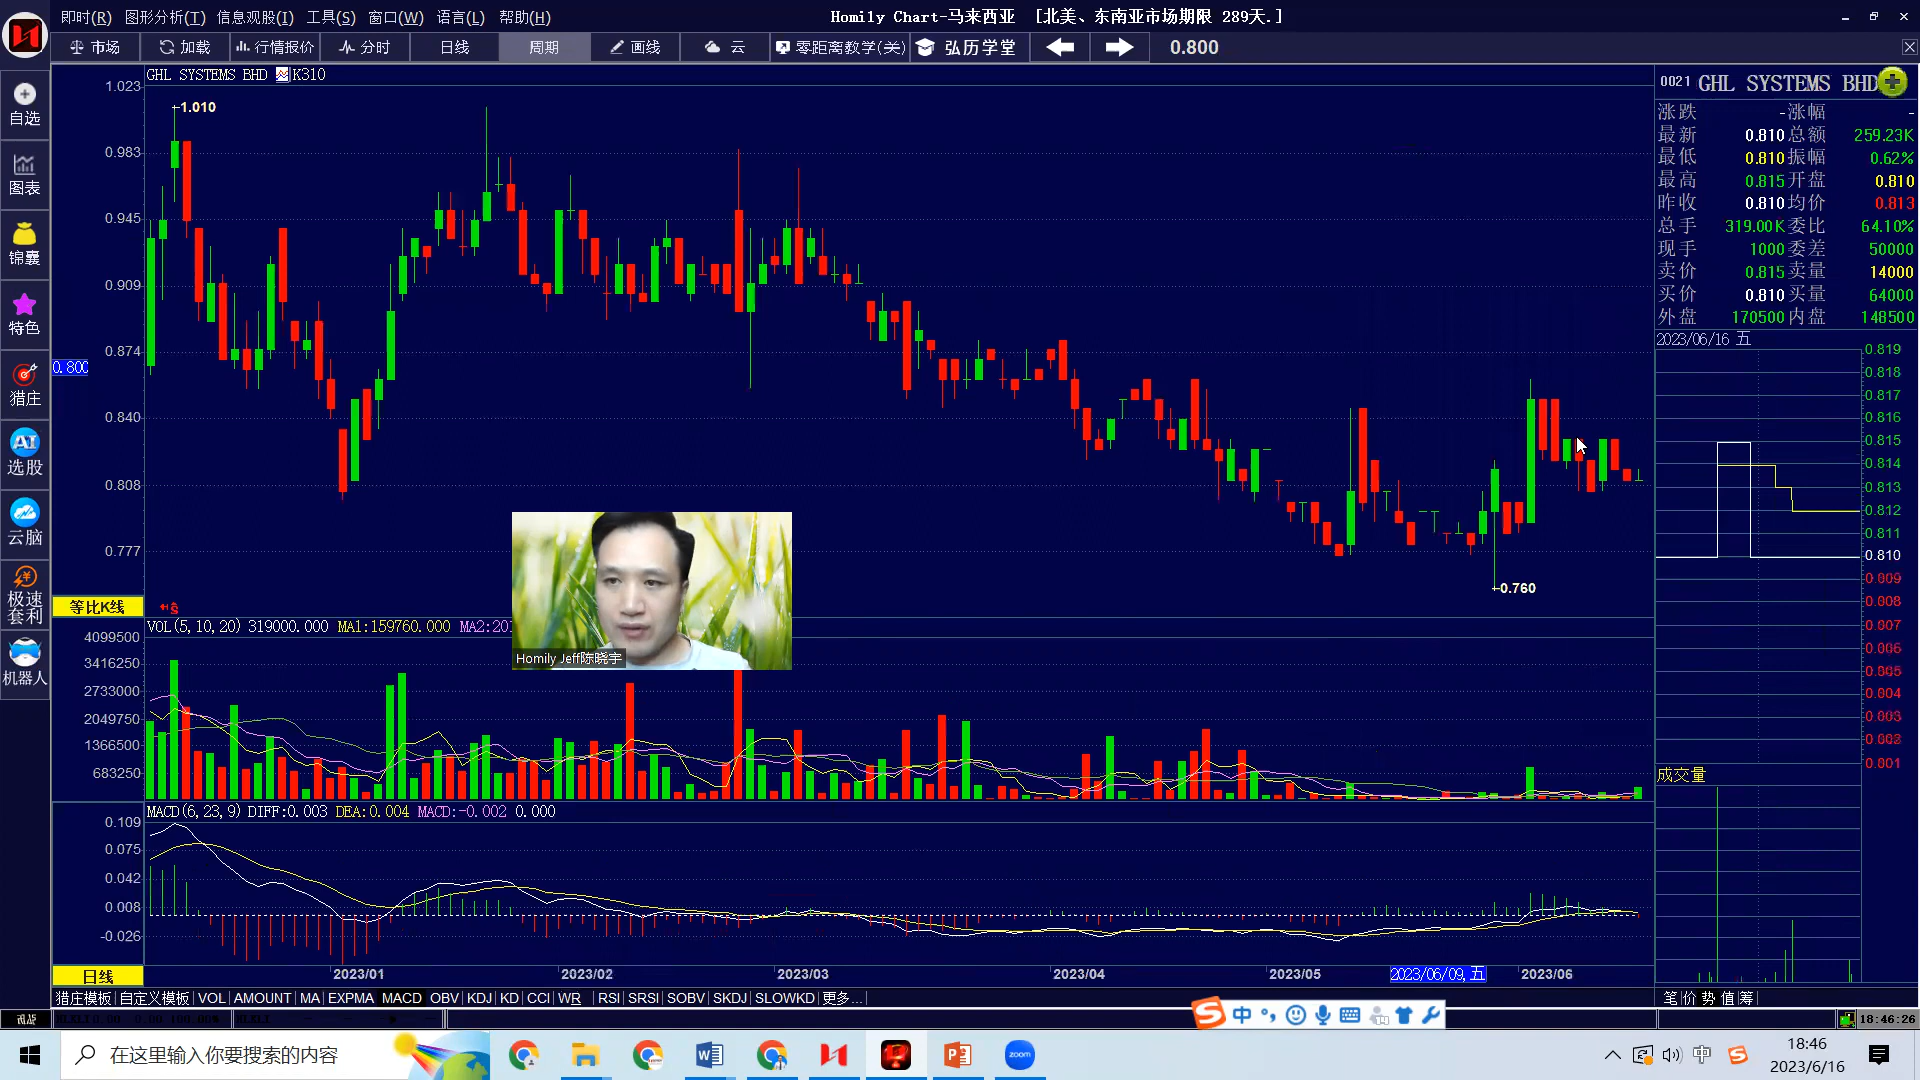 即时(R) 图形分析(T) 信息观股(I) 工具(S) 窗口(W) 语言(L) 帮助(H)
Homily Chart-马来西亚 [北美、东南亚市场期限 289天.]
市场 加载 行情报价 分时 日线 周期 画线 云 零距离教学(关) 弘历学堂 0.800
自选
图表
锦囊
特色
猎庄
AI
选股
云脑
极速
套利
机器人
GHL SYSTEMS BHD K310
1.023
0.983
0.945
0.909
0.874
0.800
0.840
0.808
0.777
1.010
0.760
等比K线
Homily Jeff陈晓宇
VOL(5,10,20) 319000.000 MA1:159760.000
4099500
3416250
2733000
2049750
1366500
683250
MACD(6,23,9) DIFF:0.003 DEA:0.004 MACD:-0.002 0.000
0.109
0.075
0.042
0.008
-0.026
日线 2023/01 2023/02 2023/03 2023/04 2023/05 2023/06/09,五 2023/06
猎庄模板 自定义模板 VOL AMOUNT MA EXPMA MACD OBV KDJ KD CCI WR RSI SRSI SOBV SKDJ SLOWKD 更多...
0021 GHL SYSTEMS BHD
涨跌 - 涨幅 -
最新 0.810 总额 259.23K
最低 0.810 振幅 0.62%
最高 0.815 开盘 0.810
昨收 0.810 均价 0.813
总手 319.00K 委比 64.10%
现手 1000 委差 50000
卖价 0.815 卖量 14000
买价 0.810 买量 64000
外盘 170500 内盘 148500
2023/06/16 五
0.819
0.818
0.817
0.816
0.815
0.814
0.813
0.812
0.811
0.810
0.009
0.008
0.007
0.006
0.005
0.004
0.003
0.002
0.001
成交量
笔 价 势 值 筹
18:46:26
中
在这里输入你要搜索的内容
zoom
中
18:46
2023/6/16